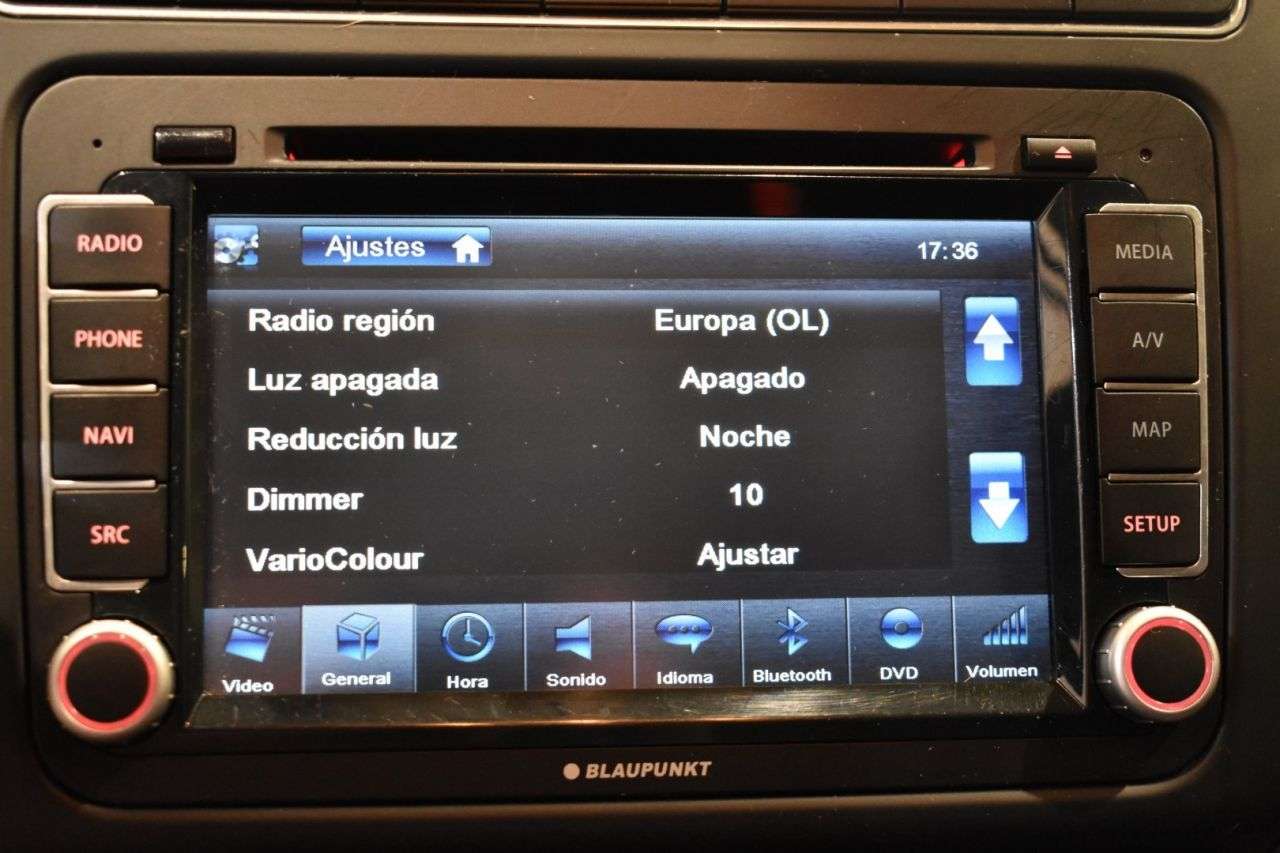 RADIO
PHONE
NAVI
SRC
Ajustes
17:36
Radio región Europa (OL)
Luz apagada Apagado
Reducción luz Noche
Dimmer 10
VarioColour Ajustar
Video General Hora Sonido Idioma Bluetooth DVD Volumen
MEDIA
A/V
MAP
SETUP
BLAUPUNKT